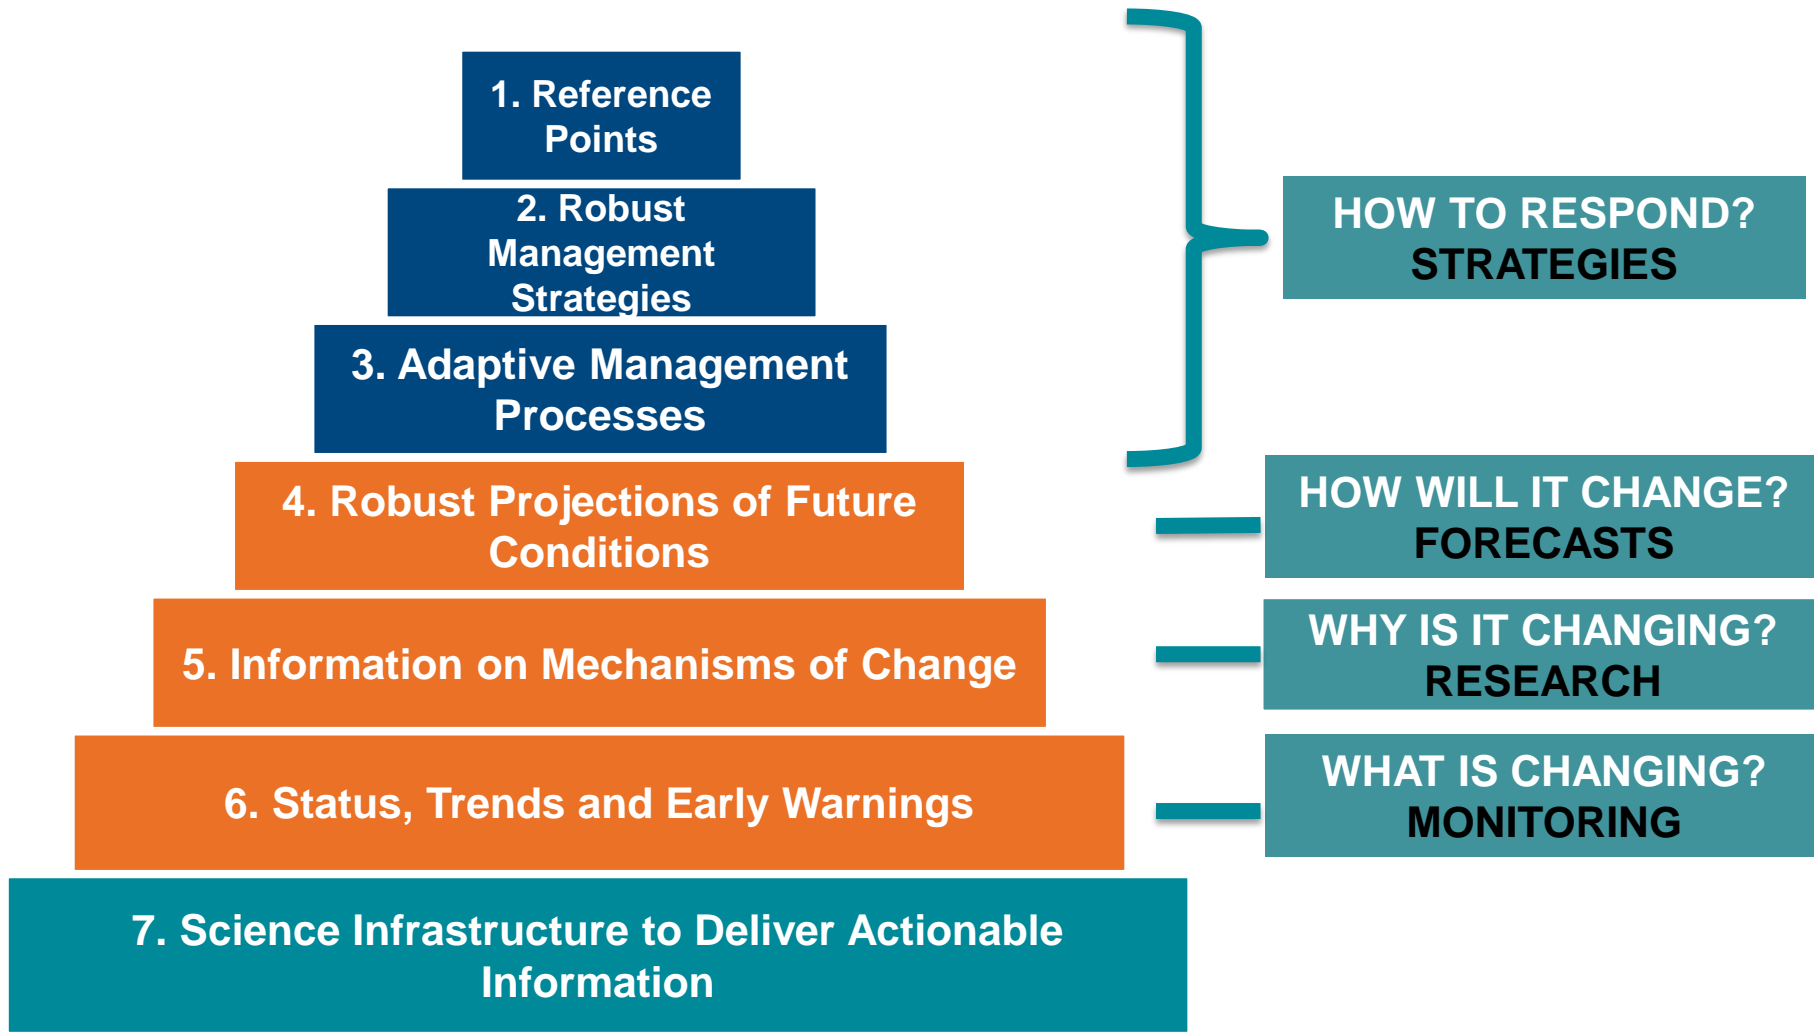 1. Reference
Points
2. Robust
Management
Strategies
3. Adaptive Management
Processes
4. Robust Projections of Future
Conditions
5. Information on Mechanisms of Change
6. Status, Trends and Early Warnings
7. Science Infrastructure to Deliver Actionable
Information
HOW TO RESPOND?
STRATEGIES
HOW WILL IT CHANGE?
FORECASTS
WHY IS IT CHANGING?
RESEARCH
WHAT IS CHANGING?
MONITORING